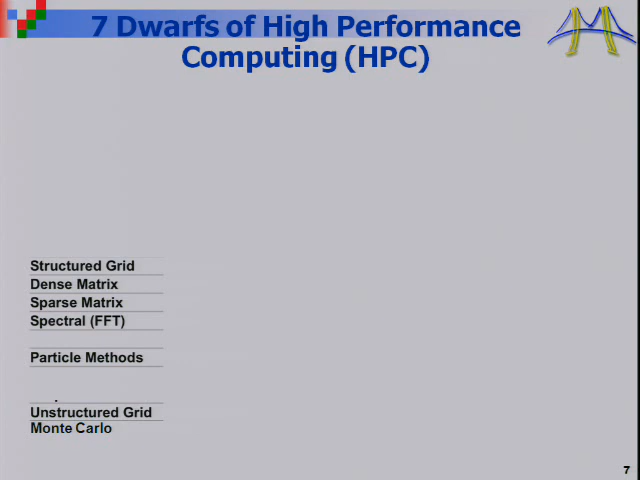 7 Dwarfs of High Performance
Computing (HPC)
Structured Grid
Dense Matrix
Sparse Matrix
Spectral (FFT)
Particle Methods
.
Unstructured Grid
Monte Carlo
7